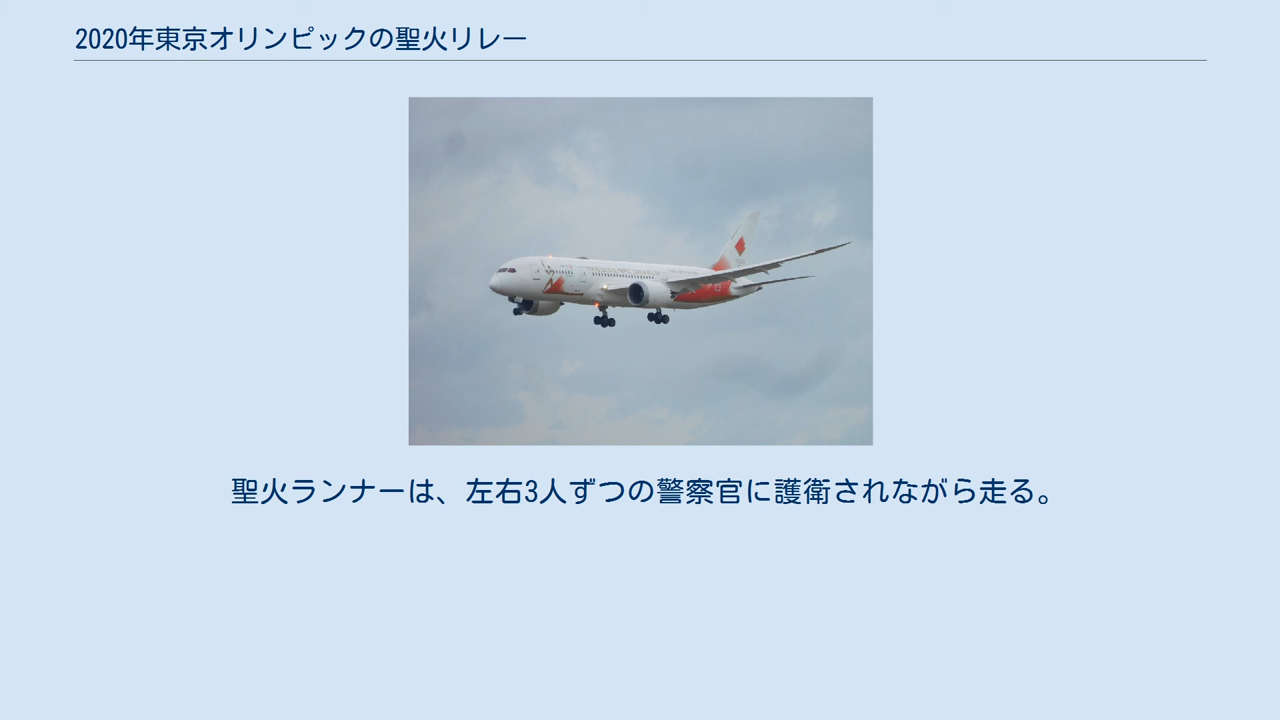 2020年東京オリンピックの聖火リレー
聖火ランナーは、左右3人ずつの警察官に護衛されながら走る。